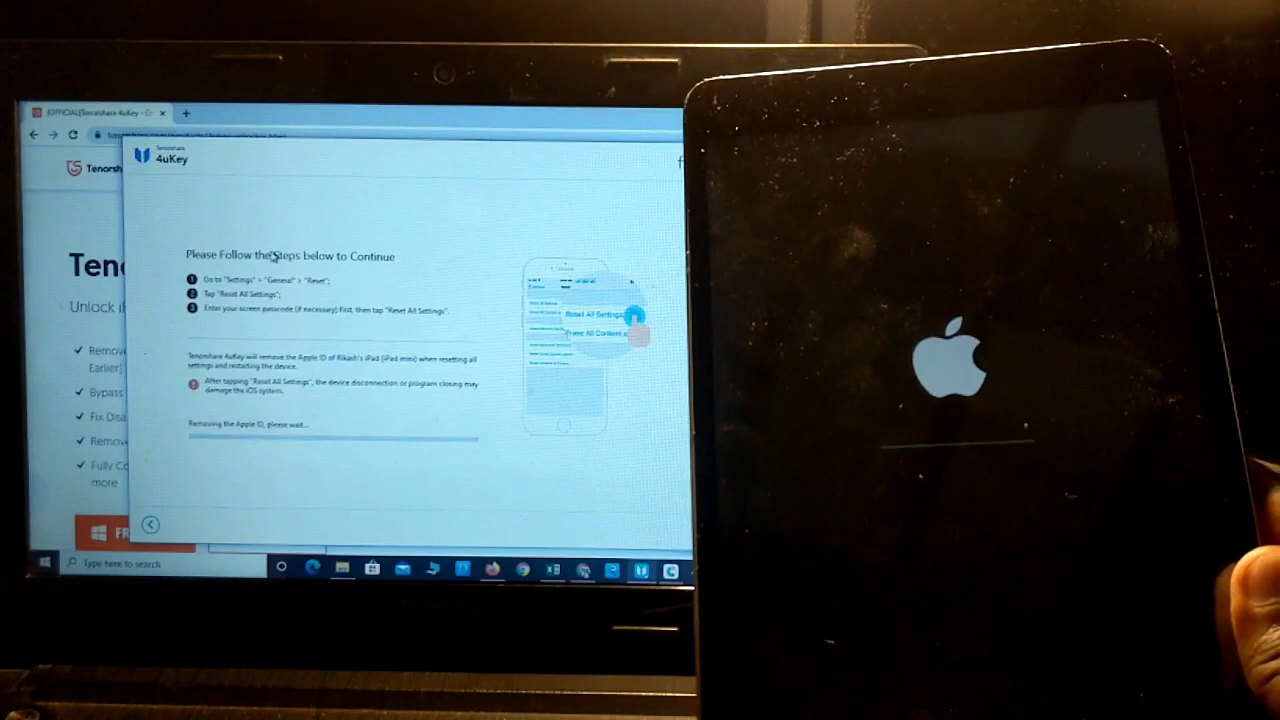 [OFFICIAL]Tenorshare 4uKey - C
Tenorsh
Tenorshare
4uKey
Ten
Unlock i
Remove
Earlier]
Bypass
Fix Disa
Remove
Fully Co
more
FR
Please Follow the Steps below to Continue
1 Go to "Settings" > "General" > "Reset";
2 Tap "Reset All Settings";
3 Enter your screen passcode (if necessary) first, then tap "Reset All Settings".
Tenorshare 4uKey will remove the Apple ID of Rikash's iPad (iPad mini) when resetting all
settings and restarting the device.
After tapping "Reset All Settings", the device disconnection or program closing may
damage the iOS system.
Removing the Apple ID, please wait...
Reset All Settings
Erase All Content a
Type here to search